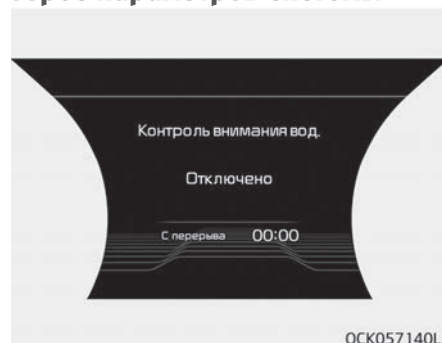 Контроль внимания вод.
Отключено
С перерыва 00:00
OCK057140L